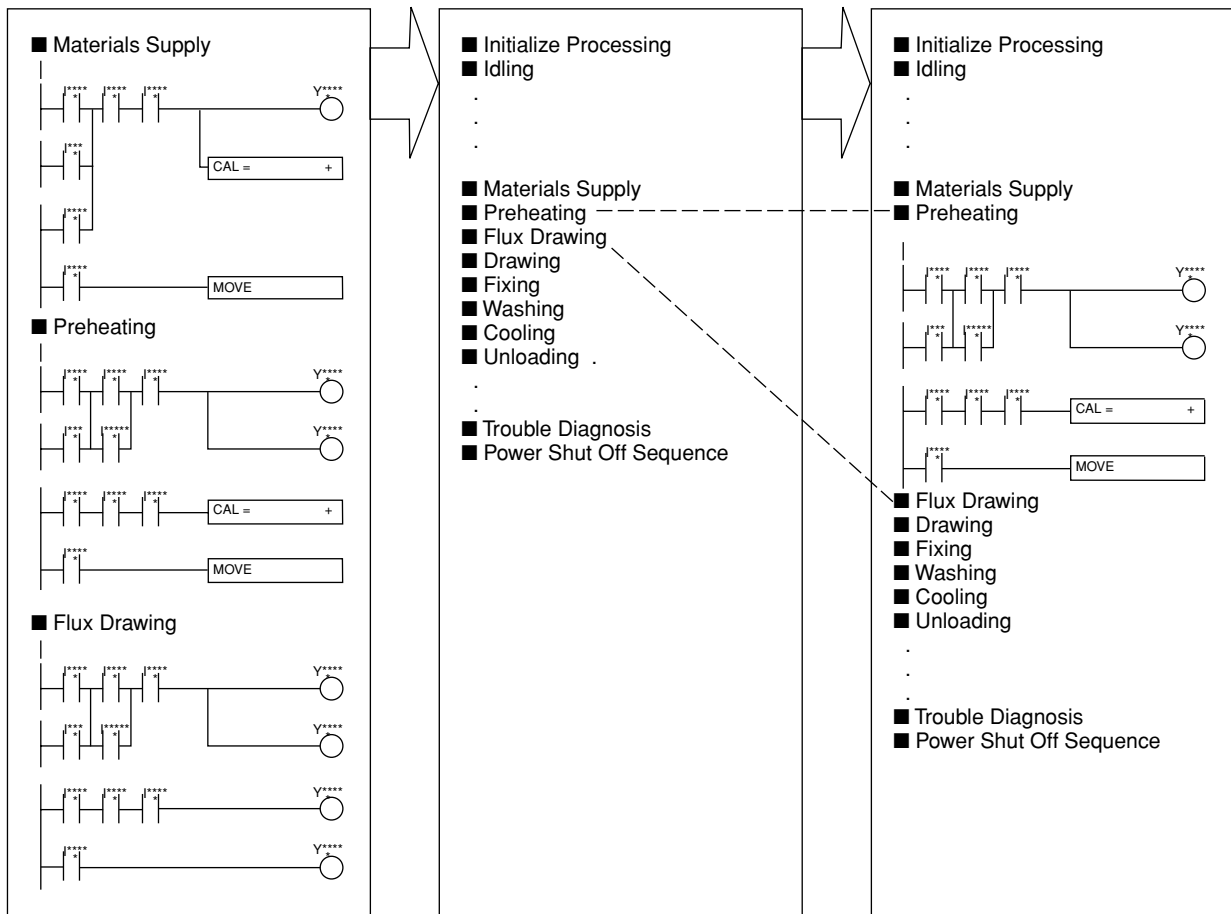 ■ Materials Supply
I****
* I****
* I****
* Y****
*
I***
* CAL = +
I****
*
I****
* MOVE
■ Preheating
I****
* I****
* I****
* Y****
*
I***
* I*****
* Y****
*
I****
* I****
* I****
* CAL = +
I****
* MOVE
■ Flux Drawing
I****
* I****
* I****
* Y****
*
I***
* I*****
* Y****
*
I****
* I****
* I****
* Y****
*
I****
* Y****
*
■ Initialize Processing
■ Idling
.
.
.
■ Materials Supply
■ Preheating
■ Flux Drawing
■ Drawing
■ Fixing
■ Washing
■ Cooling
■ Unloading .
.
.
■ Trouble Diagnosis
■ Power Shut Off Sequence
■ Initialize Processing
■ Idling
.
.
.
■ Materials Supply
■ Preheating
I****
* I****
* I****
* Y****
*
I***
* I*****
* Y****
*
I****
* I****
* I****
* CAL = +
I****
* MOVE
■ Flux Drawing
■ Drawing
■ Fixing
■ Washing
■ Cooling
■ Unloading
.
.
.
■ Trouble Diagnosis
■ Power Shut Off Sequence